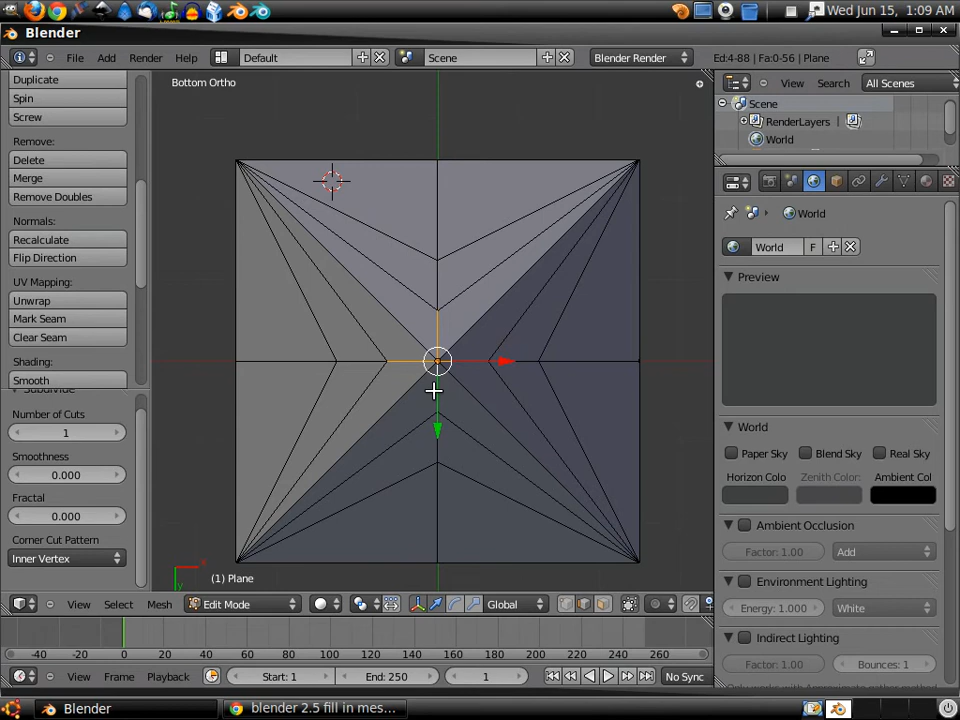 Wed Jun 15, 1:09 AM
Blender
File Add Render Help Default Scene Blender Render Ed:4-88 | Fa:0-56 | Plane
Duplicate
Spin
Screw
Remove:
Delete
Merge
Remove Doubles
Normals:
Recalculate
Flip Direction
UV Mapping:
Unwrap
Mark Seam
Clear Seam
Shading:
Smooth
Subdivide
Number of Cuts
1
Smoothness
0.000
Fractal
0.000
Corner Cut Pattern
Inner Vertex
Bottom Ortho
(1) Plane
View Select Mesh Edit Mode Global
View Search All Scenes
Scene
RenderLayers
World
World
World F
Preview
World
Paper Sky Blend Sky Real Sky
Horizon Colo Zenith Color: Ambient Col
Ambient Occlusion
Factor: 1.00 Add
Environment Lighting
Energy: 1.000 White
Indirect Lighting
Factor: 1.00 Bounces: 1
-40 -20 0 20 40 60 80 100 120 140 160 180 200 220 240 260
View Frame Playback Start: 1 End: 250 1 No Sync
Blender blender 2.5 fill in mes...